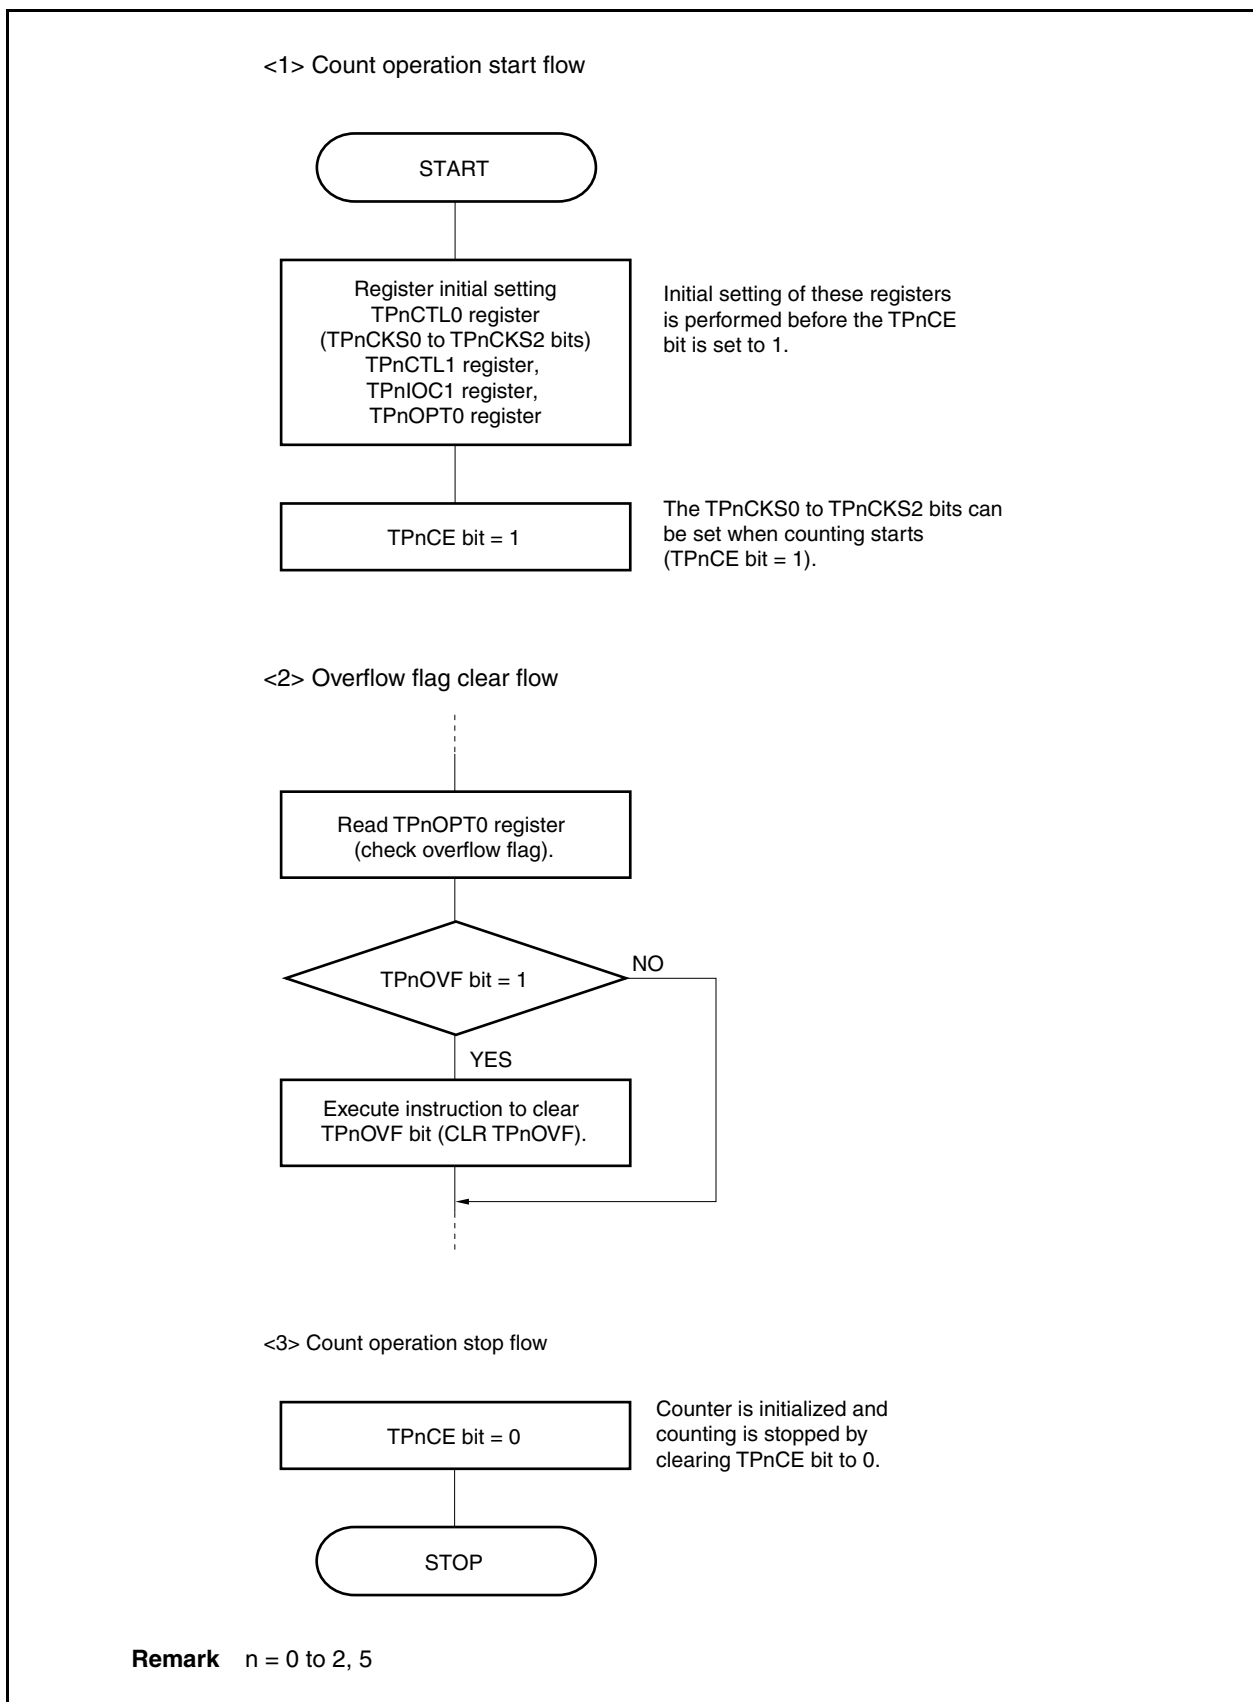 <1> Count operation start flow
START
Register initial setting
TPnCTL0 register
(TPnCKS0 to TPnCKS2 bits)
TPnCTL1 register,
TPnIOC1 register,
TPnOPT0 register
Initial setting of these registers
is performed before the TPnCE
bit is set to 1.
TPnCE bit = 1
The TPnCKS0 to TPnCKS2 bits can
be set when counting starts
(TPnCE bit = 1).
<2> Overflow flag clear flow
Read TPnOPT0 register
(check overflow flag).
TPnOVF bit = 1
NO
YES
Execute instruction to clear
TPnOVF bit (CLR TPnOVF).
<3> Count operation stop flow
TPnCE bit = 0
Counter is initialized and
counting is stopped by
clearing TPnCE bit to 0.
STOP
Remark n = 0 to 2, 5